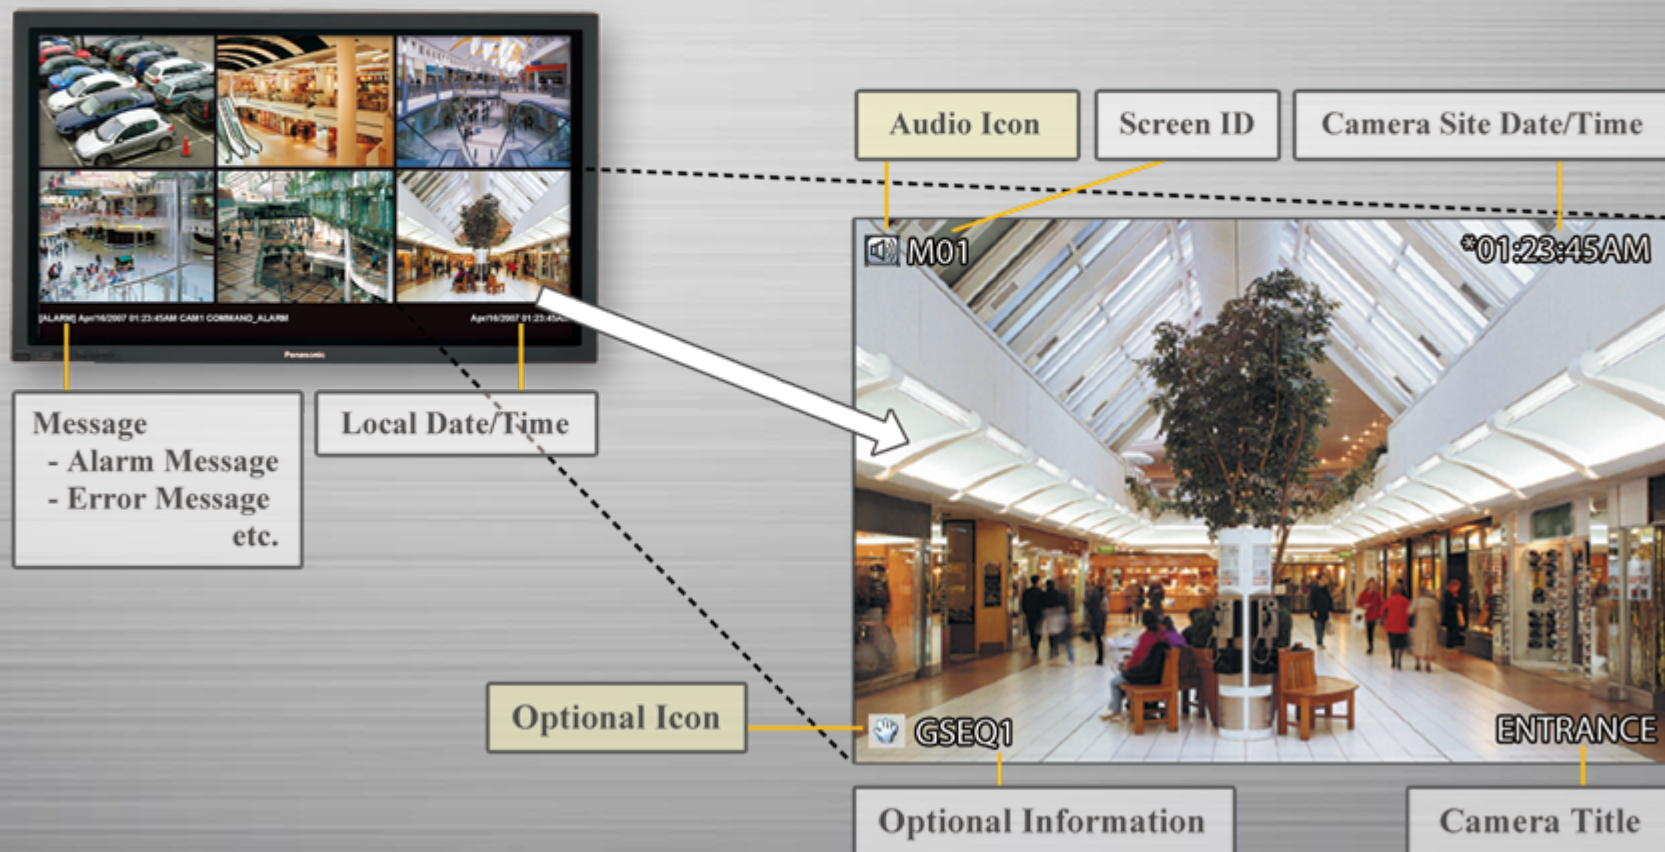 Audio Icon
Screen ID
Camera Site Date/Time
M01
*01:23:45AM
[ALARM] Apr/16/2007 01:23:45AM CAM1 COMMAND_ALARM
Apr/16/2007 01:23:45A
Panasonic
Message
- Alarm Message
- Error Message
etc.
Local Date/Time
Optional Icon
GSEQ1
ENTRANCE
Optional Information
Camera Title